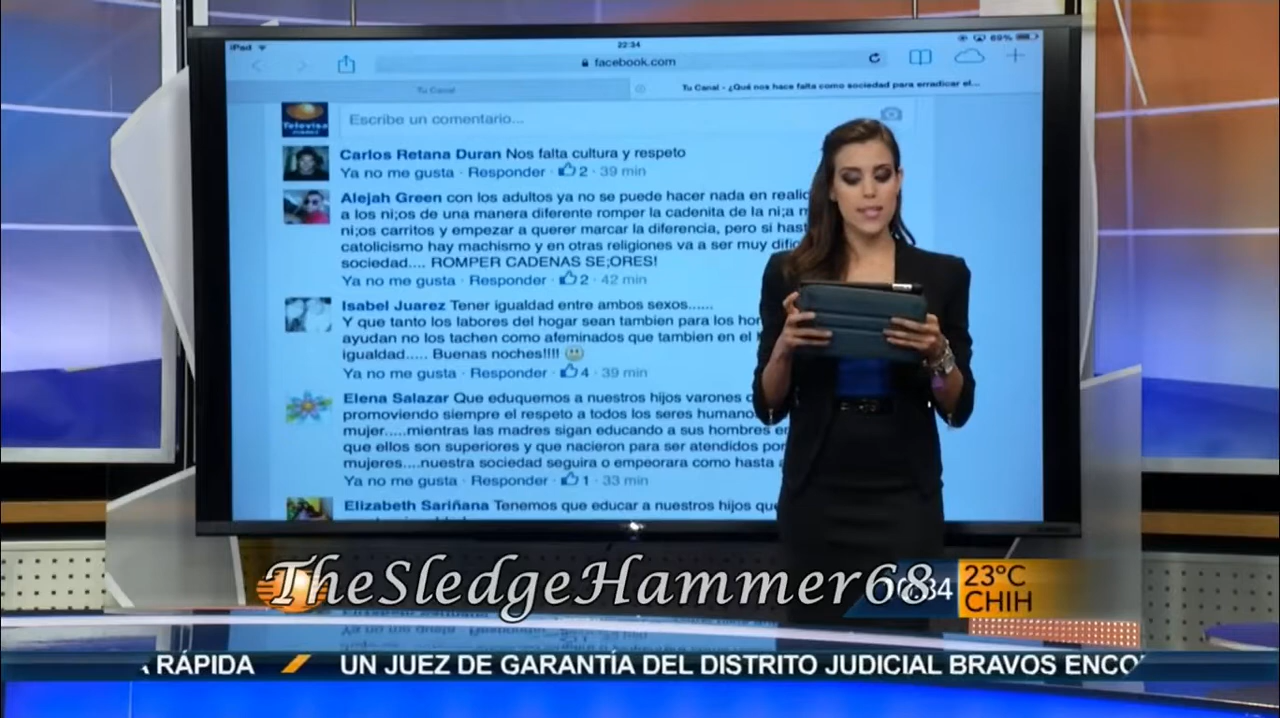 iPad
22:34
69%
facebook.com
Tu Canal
Tu Canal - ¿Qué nos hace falta como sociedad para erradicar el...
Televisa
Escribe un comentario...
Carlos Retana Duran Nos falta cultura y respeto
Ya no me gusta · Responder · 2 · 39 min
Alejah Green con los adultos ya no se puede hacer nada en realid
a los ni;os de una manera diferente romper la cadenita de la ni;a m
ni;os carritos y empezar a querer marcar la diferencia, pero si hast
catolicismo hay machismo y en otras religiones va a ser muy dific
sociedad.... ROMPER CADENAS SE;ORES!
Ya no me gusta · Responder · 2 · 42 min
Isabel Juarez Tener igualdad entre ambos sexos......
Y que tanto los labores del hogar sean tambien para los hor
ayudan no los tachen como afeminados que tambien en el
igualdad..... Buenas noches!!!!
Ya no me gusta · Responder · 4 · 39 min
Elena Salazar Que eduquemos a nuestros hijos varones
promoviendo siempre el respeto a todos los seres humano
mujer.....mientras las madres sigan educando a sus hombres
que ellos son superiores y que nacieron para ser atendidos por
mujeres....nuestra sociedad seguira o empeorara como hasta
Ya no me gusta · Responder · 1 · 33 min
Elizabeth Sariñana Tenemos que educar a nuestros hijos que
TheSledgeHammer68
:34
23°C
CHIH
RÁPIDA
UN JUEZ DE GARANTÍA DEL DISTRITO JUDICIAL BRAVOS ENCO